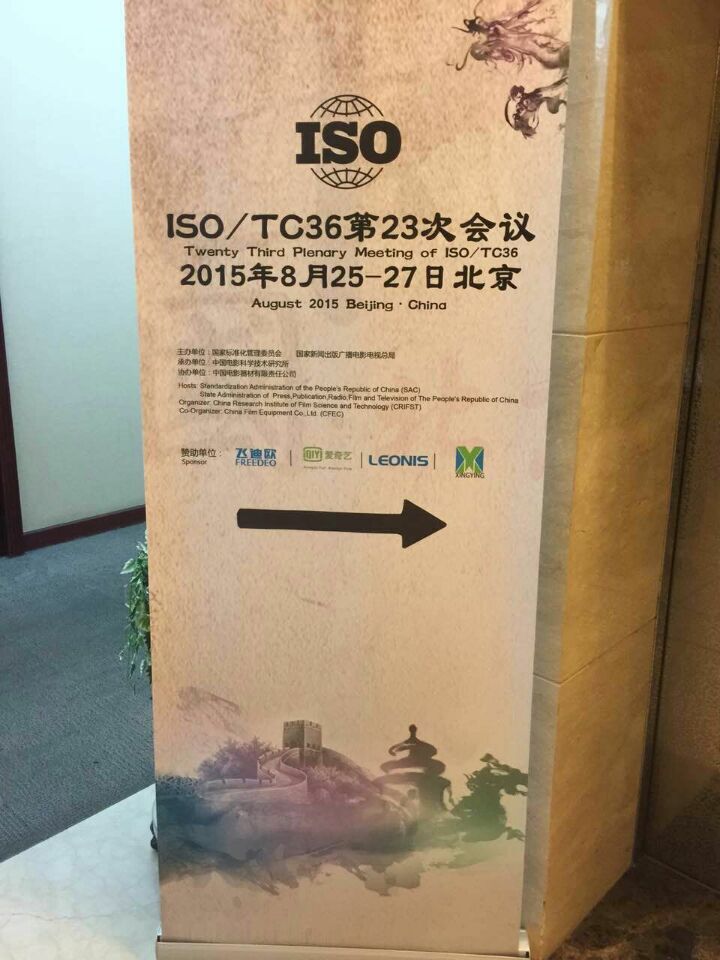 ISO
ISO/TC36第23次会议
Twenty Third Plenary Meeting of ISO/TC36
2015年8月25-27日北京
August 2015 Beijing·China
主办单位:国家标准化管理委员会 国家新闻出版广播电影电视总局
承办单位:中国电影科学技术研究所
协办单位:中国电影器材有限责任公司
Hosts: Standardization Administration of the People's Republic of China (SAC)
State Administration of Press,Publication,Radio,Film and Television of The People's Republic of China
Organizer: China Research Institute of Film Science and Technology (CRIFST)
Co-Organizer: China Film Equipment Co.,Ltd. (CFEC)
赞助单位: 飞迪欧 | QIY 爱奇艺 | LEONIS | XINGYING
Sponsor FREEDEO